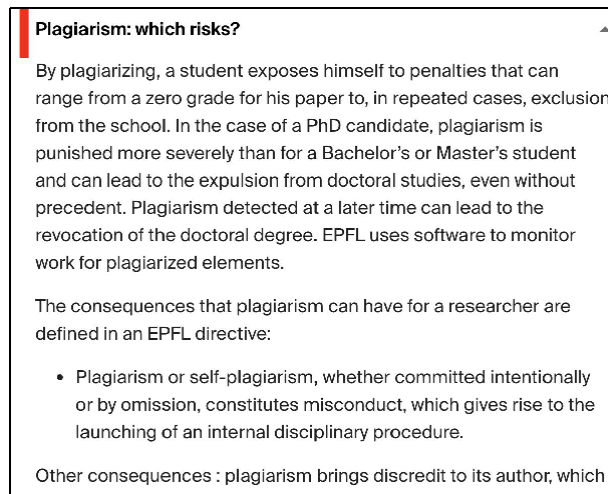 Plagiarism: which risks?
By plagiarizing, a student exposes himself to penalties that can
range from a zero grade for his paper to, in repeated cases, exclusion
from the school. In the case of a PhD candidate, plagiarism is
punished more severely than for a Bachelor’s or Master’s student
and can lead to the expulsion from doctoral studies, even without
precedent. Plagiarism detected at a later time can lead to the
revocation of the doctoral degree. EPFL uses software to monitor
work for plagiarized elements.
The consequences that plagiarism can have for a researcher are
defined in an EPFL directive:
• Plagiarism or self-plagiarism, whether committed intentionally
or by omission, constitutes misconduct, which gives rise to the
launching of an internal disciplinary procedure.
Other consequences : plagiarism brings discredit to its author, which